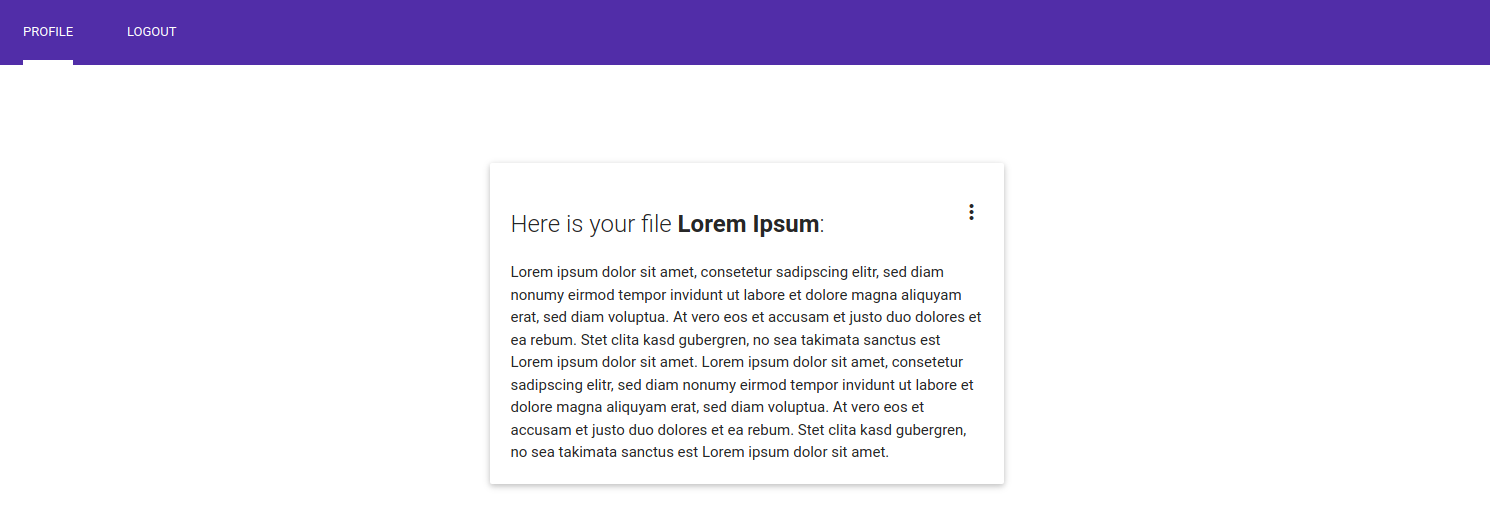 PROFILE LOGOUT
Here is your file Lorem Ipsum:
Lorem ipsum dolor sit amet, consetetur sadipscing elitr, sed diam
nonumy eirmod tempor invidunt ut labore et dolore magna aliquyam
erat, sed diam voluptua. At vero eos et accusam et justo duo dolores et
ea rebum. Stet clita kasd gubergren, no sea takimata sanctus est
Lorem ipsum dolor sit amet. Lorem ipsum dolor sit amet, consetetur
sadipscing elitr, sed diam nonumy eirmod tempor invidunt ut labore et
dolore magna aliquyam erat, sed diam voluptua. At vero eos et
accusam et justo duo dolores et ea rebum. Stet clita kasd gubergren,
no sea takimata sanctus est Lorem ipsum dolor sit amet.